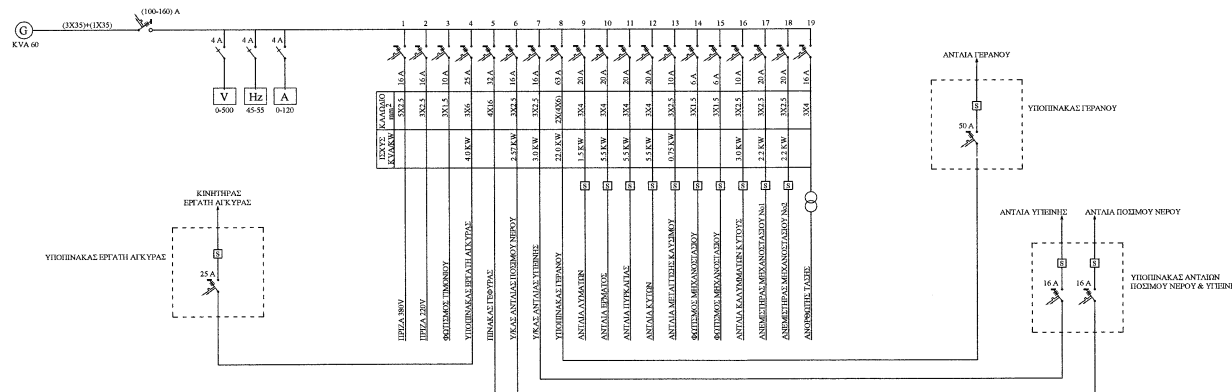 G
KVA 60
(3X35)+(1X35)
(100-160) A
4 A
4 A
4 A
V
0-500
Hz
45-55
A
0-120
1 2 3 4 5 6 7 8 9 10 11 12 13 14 15 16 17 18 19
16 A 16 A 10 A 25 A 32 A 16 A 16 A 63 A 20 A 20 A 20 A 20 A 10 A 6 A 6 A 10 A 20 A 20 A 16 A
ΚΑΛΩΔΙΟ
mm2
5X2.5 3X2.5 3X1.5 3X6 4X16 3X2.5 3X2.5 2X(4X6) 3X4 3X4 3X4 3X4 3X2.5 3X1.5 3X1.5 3X2.5 3X2.5 3X2.5 3X4
ΙΣΧΥΣ
KVA/KW
4.0 KW 2.57 KW 3.0 KW 22.0 KW 1.5 KW 5.5 KW 5.5 KW 5.5 KW 0.75 KW 3.0 KW 2.2 KW 2.2 KW
S S S S S S S S S S
ΠΡΙΖΑ 380V
ΠΡΙΖΑ 220V
ΦΩΤΙΣΜΟΣ ΤΙΜΟΝΙΟΥ
ΥΠΟΠΙΝΑΚΑΣ ΕΡΓΑΤΗ ΑΓΚΥΡΑΣ
ΠΙΝΑΚΑΣ ΓΕΦΥΡΑΣ
Υ/ΚΑΣ ΑΝΤΛΙΑΣ ΠΟΣΙΜΟΥ ΝΕΡΟΥ
Υ/ΚΑΣ ΑΝΤΛΙΑΣ ΥΓΙΕΙΝΗΣ
ΥΠΟΠΙΝΑΚΑΣ ΓΕΡΑΝΟΥ
ΑΝΤΛΙΑ ΛΥΜΑΤΩΝ
ΑΝΤΛΙΑ ΕΡΜΑΤΟΣ
ΑΝΤΛΙΑ ΠΥΡΚΑΓΙΑΣ
ΑΝΤΛΙΑ ΚΥΤΩΝ
ΑΝΤΛΙΑ ΜΕΤΑΓΓΙΣΗΣ ΚΑΥΣΙΜΟΥ
ΦΩΤΙΣΜΟΣ ΜΗΧΑΝΟΣΤΑΣΙΟΥ
ΦΩΤΙΣΜΟΣ ΜΗΧΑΝΟΣΤΑΣΙΟΥ
ΑΝΤΛΙΑ ΚΑΛΥΜΜΑΤΩΝ ΚΥΤΟΥΣ
ΑΝΕΜΙΣΤΗΡΑΣ ΜΗΧΑΝΟΣΤΑΣΙΟΥ Νο1
ΑΝΕΜΙΣΤΗΡΑΣ ΜΗΧΑΝΟΣΤΑΣΙΟΥ Νο2
ΑΝΟΡΘΩΤΗΣ ΤΑΣΗΣ
ΚΙΝΗΤΗΡΑΣ
ΕΡΓΑΤΗ ΑΓΚΥΡΑΣ
ΥΠΟΠΙΝΑΚΑΣ ΕΡΓΑΤΗ ΑΓΚΥΡΑΣ
S
25 A
ΑΝΤΛΙΑ ΓΕΡΑΝΟΥ
ΥΠΟΠΙΝΑΚΑΣ ΓΕΡΑΝΟΥ
S
50 A
ΑΝΤΛΙΑ ΥΓΙΕΙΝΗΣ
ΑΝΤΛΙΑ ΠΟΣΙΜΟΥ ΝΕΡΟΥ
S
S
16 A
16 A
ΥΠΟΠΙΝΑΚΑΣ ΑΝΤΛΙΩΝ
ΠΟΣΙΜΟΥ ΝΕΡΟΥ & ΥΓΙΕΙΝΗ